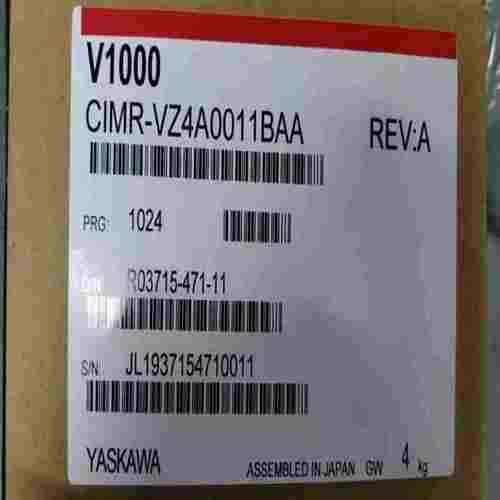 V1000
CIMR-VZ4A0011BAA REV:A
PRG: 1024
O/N: R03715-471-11
S/N: JL1937154710011
YASKAWA ASSEMBLED IN JAPAN GW 4 kg